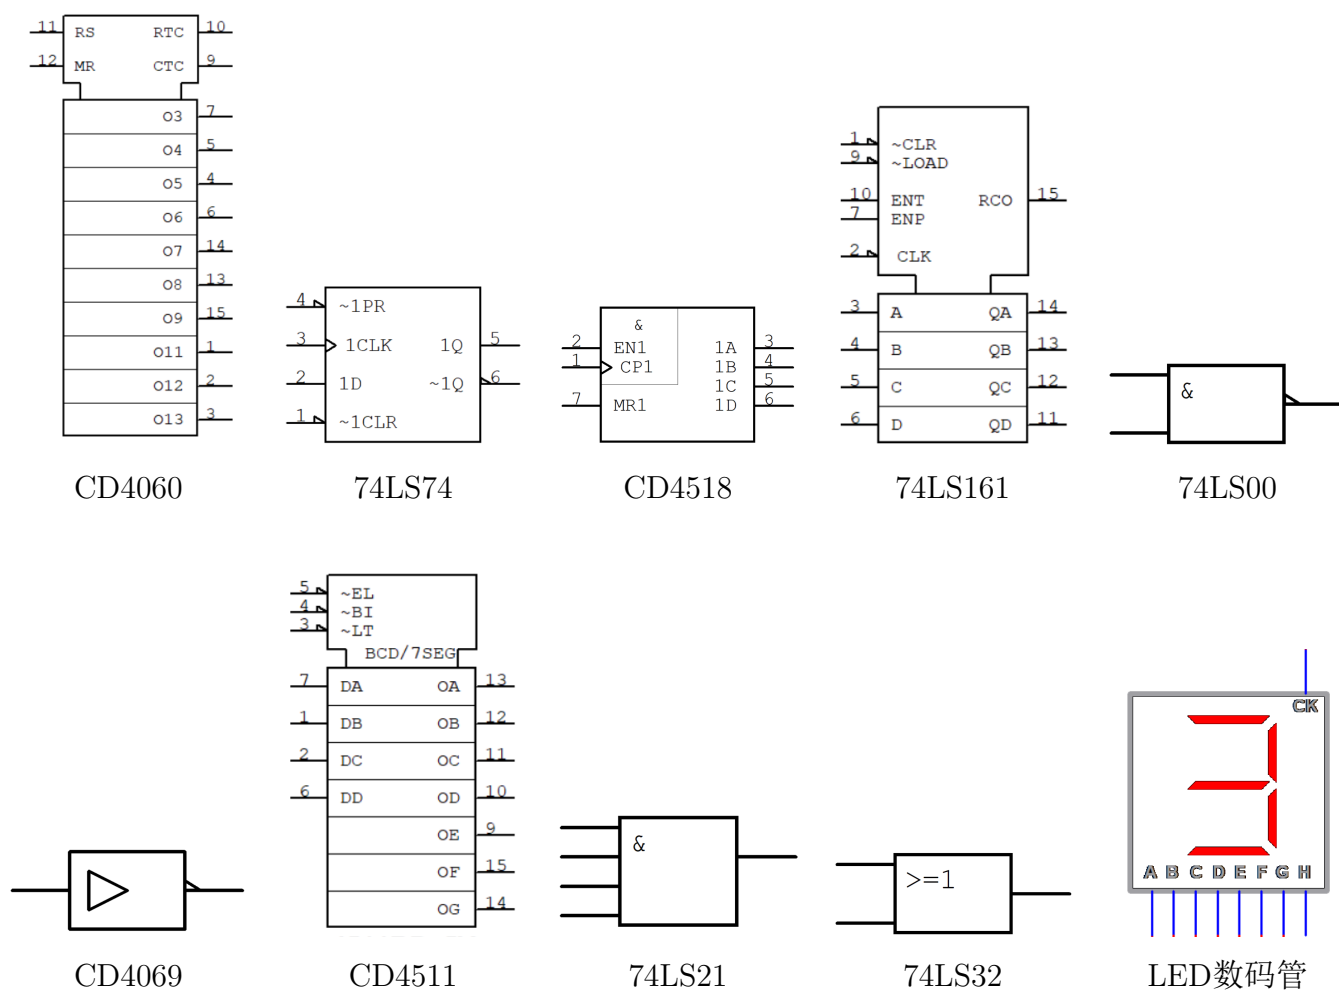 11 RS RTC 10
12 MR CTC 9
O3 7
O4 5
O5 4
O6 6
O7 14
O8 13
O9 15
O11 1
O12 2
O13 3
CD4060
4 ~1PR
3 1CLK 1Q 5
2 1D ~1Q 6
1 ~1CLR
74LS74
&
2 EN1 1A 3
1 CP1 1B 4
1C 5
7 MR1 1D 6
CD4518
1 ~CLR
9 ~LOAD
10 ENT RCO 15
7 ENP
2 CLK
3 A QA 14
4 B QB 13
5 C QC 12
6 D QD 11
74LS161
&
74LS00
CD4069
5 ~EL
4 ~BI
3 ~LT
BCD/7SEG
7 DA OA 13
1 DB OB 12
2 DC OC 11
6 DD OD 10
OE 9
OF 15
OG 14
CD4511
&
74LS21
>=1
74LS32
CK
3
A B C D E F G H
LED数码管